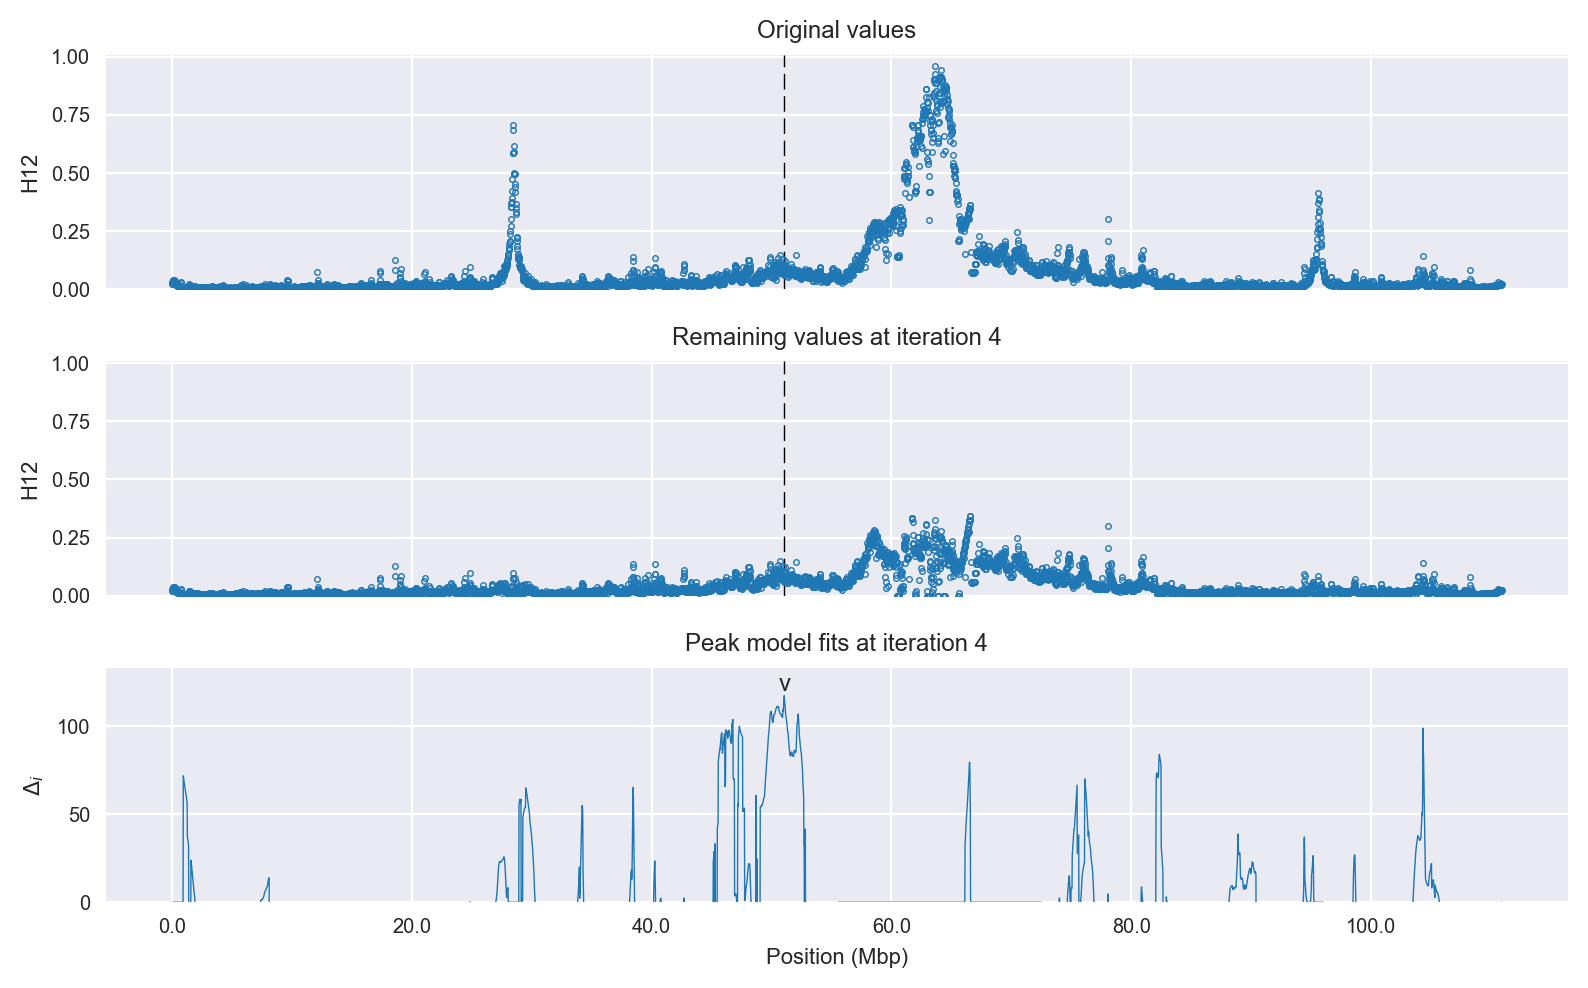 Original values
1.00
0.75
0.50
0.25
0.00
H12
Remaining values at iteration 4
1.00
0.75
0.50
0.25
0.00
H12
Peak model fits at iteration 4
v
100
50
0
Δi
0.0 20.0 40.0 60.0 80.0 100.0
Position (Mbp)